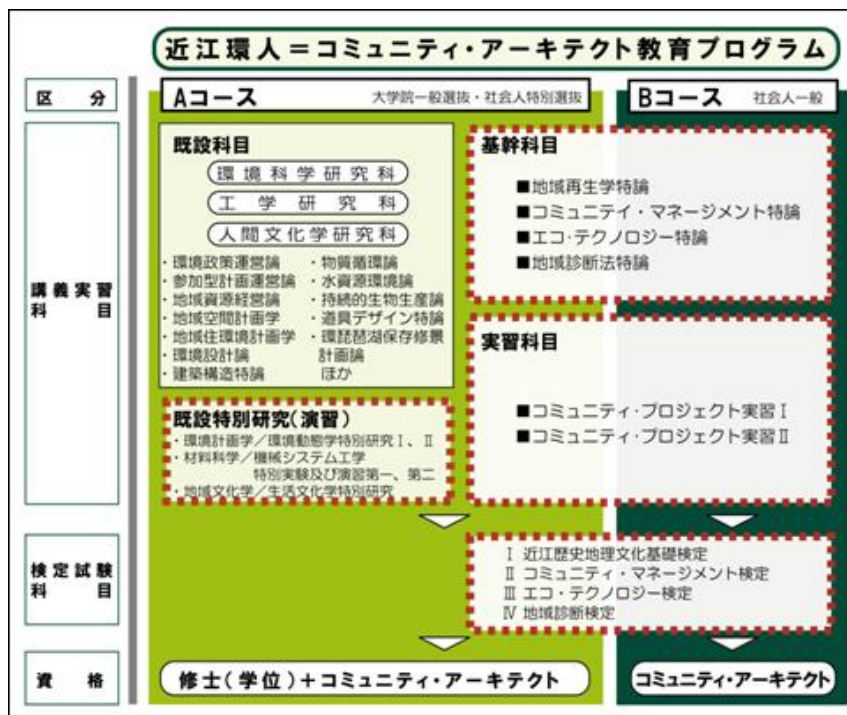 近江環人＝コミュニティ・アーキテクト教育プログラム
区分
Aコース 大学院一般選抜・社会人特別選抜
Bコース 社会人一般
講義実習
科目
既設科目
環境科学研究科
工学研究科
人間文化学研究科
・環境政策運営論
・参加型計画運営論
・地域資源経営論
・地域空間計画学
・地域住環境計画学
・環境設計論
・建築構造特論
・物質循環論
・水資源環境論
・持続的生物生産論
・道具デザイン特論
・環琵琶湖保存修景
計画論
ほか
既設特別研究(演習)
・環境計画学／環境動態学特別研究Ⅰ、Ⅱ
・材料科学／機械システム工学
特別実験及び演習第一、第二
・地域文化学／生活文化学特別研究
基幹科目
■地域再生学特論
■コミュニテイ・マネージメント特論
■エコ・テクノロジー特論
■地域診断法特論
実習科目
■コミュニティ・プロジェクト実習Ⅰ
■コミュニティ・プロジェクト実習Ⅱ
検定試験
科目
Ⅰ 近江歴史地理文化基礎検定
Ⅱ コミュニティ・マネージメント検定
Ⅲ エコ・テクノロジー検定
Ⅳ 地域診断検定
資格
修士(学位)＋コミュニティ・アーキテクト
コミュニティ・アーキテクト